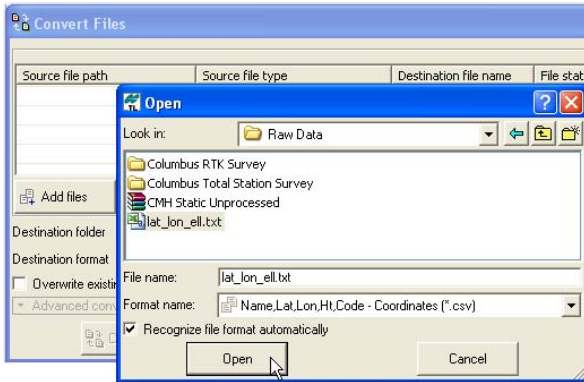 Convert Files
Source file path Source file type Destination file name File stat
Open
Look in: Raw Data
Columbus RTK Survey
Columbus Total Station Survey
CMH Static Unprocessed
lat_lon_ell.txt
Add files
Destination folder
Destination format
File name: lat_lon_ell.txt
Overwrite existin
Format name: Name,Lat,Lon,Ht,Code - Coordinates (*.csv)
Advanced conv
Recognize file format automatically
Open Cancel